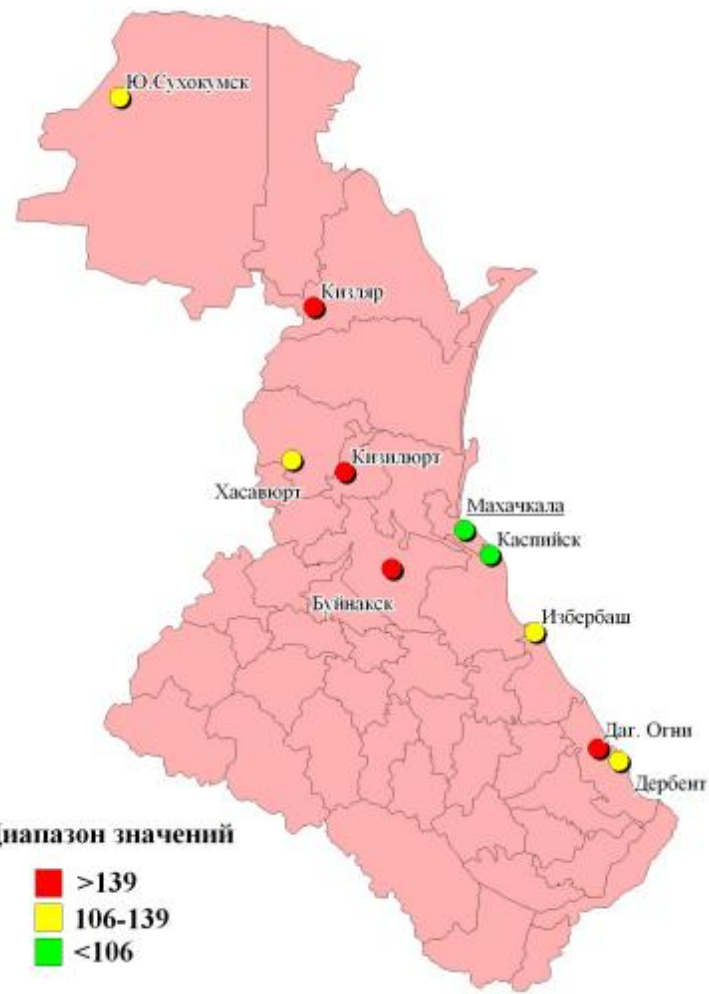 Ю.Сухокумск
Кизляр
Кизилюрт
Хасавюрт
Махачкала
Каспийск
Буйнакск
Избербаш
Даг. Огни
Дербент
Диапазон значений
>139
106-139
<106